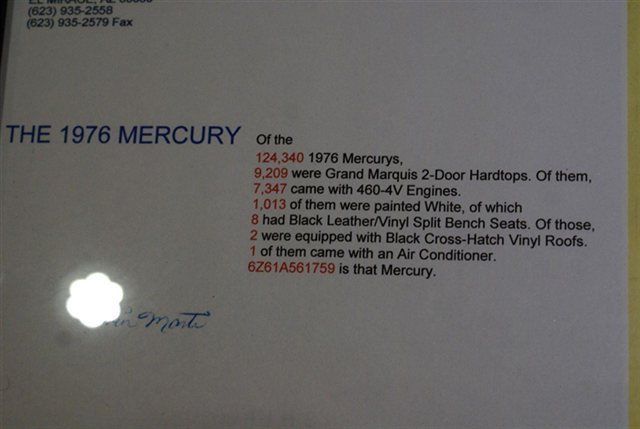 (623) 935-2558
(623) 935-2579 Fax
THE 1976 MERCURY
Of the
124,340 1976 Mercurys,
9,209 were Grand Marquis 2-Door Hardtops. Of them,
7,347 came with 460-4V Engines.
1,013 of them were painted White, of which
8 had Black Leather/Vinyl Split Bench Seats. Of those,
2 were equipped with Black Cross-Hatch Vinyl Roofs.
1 of them came with an Air Conditioner.
6Z61A561759 is that Mercury.